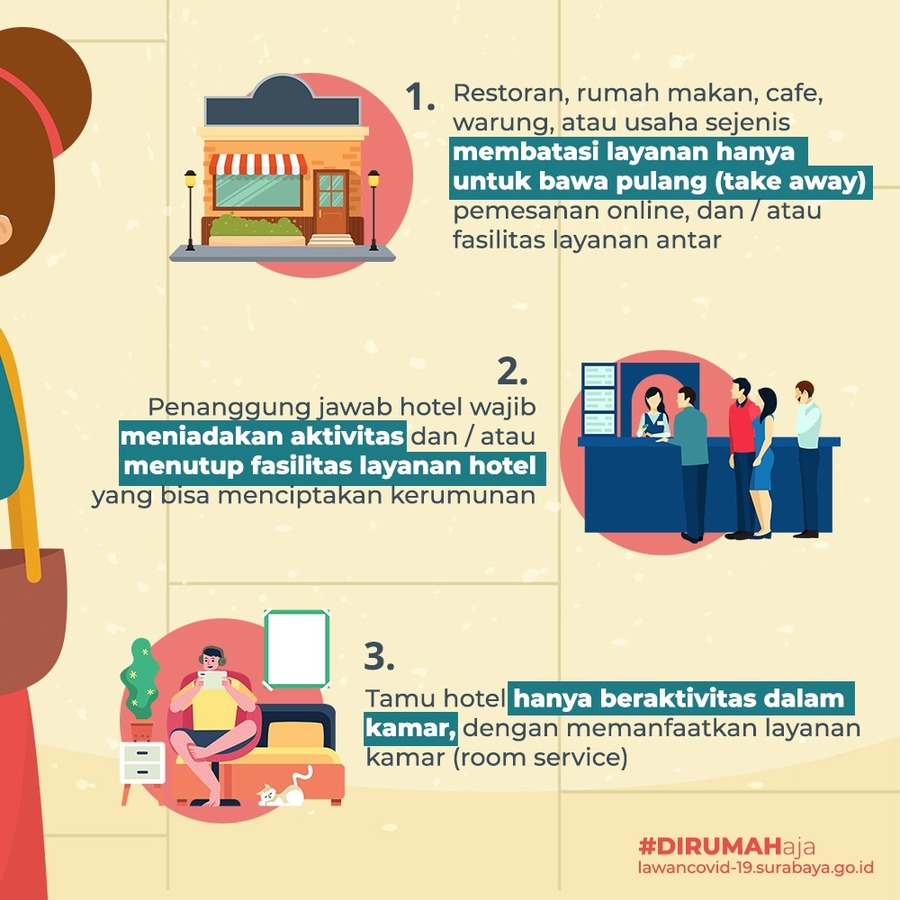 1.
Restoran, rumah makan, cafe,
warung, atau usaha sejenis
membatasi layanan hanya
untuk bawa pulang (take away)
pemesanan online, dan / atau
fasilitas layanan antar
2.
Penanggung jawab hotel wajib
meniadakan aktivitas dan / atau
menutup fasilitas layanan hotel
yang bisa menciptakan kerumunan
3.
Tamu hotel hanya beraktivitas dalam
kamar, dengan memanfaatkan layanan
kamar (room service)
#DIRUMAHaja
lawancovid-19.surabaya.go.id